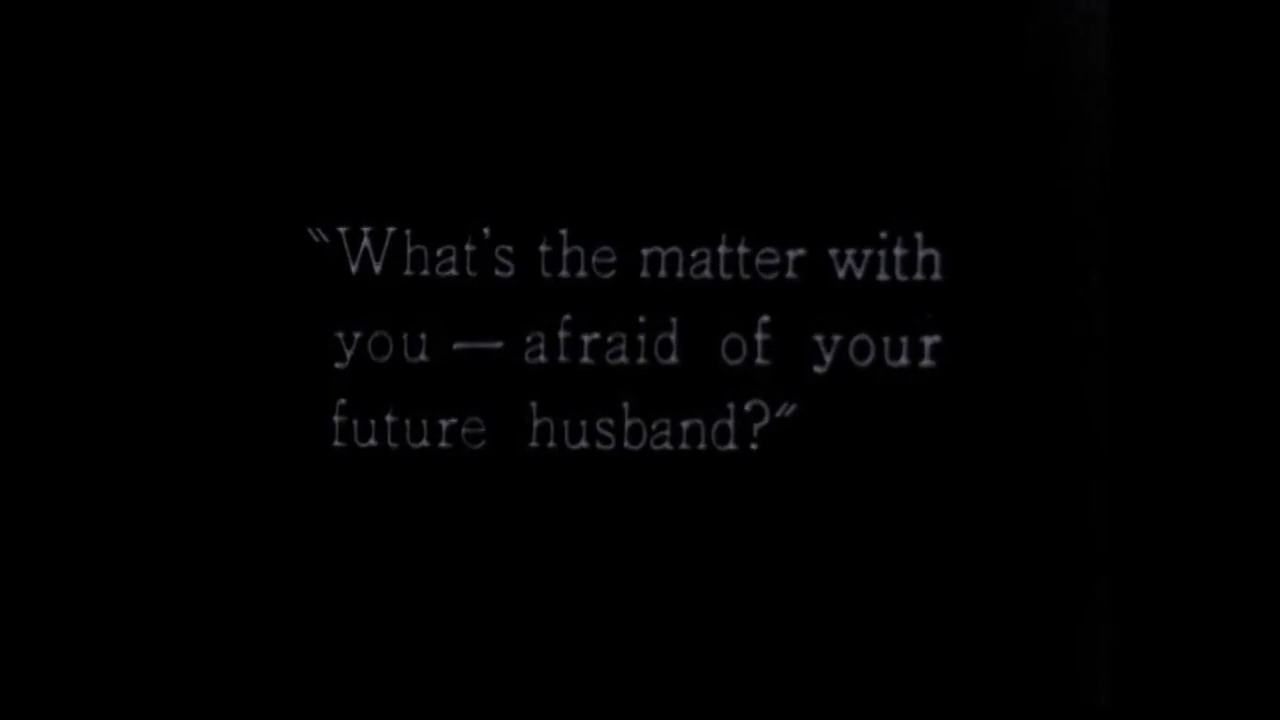 "What's the matter with
you — afraid of your
future husband?"